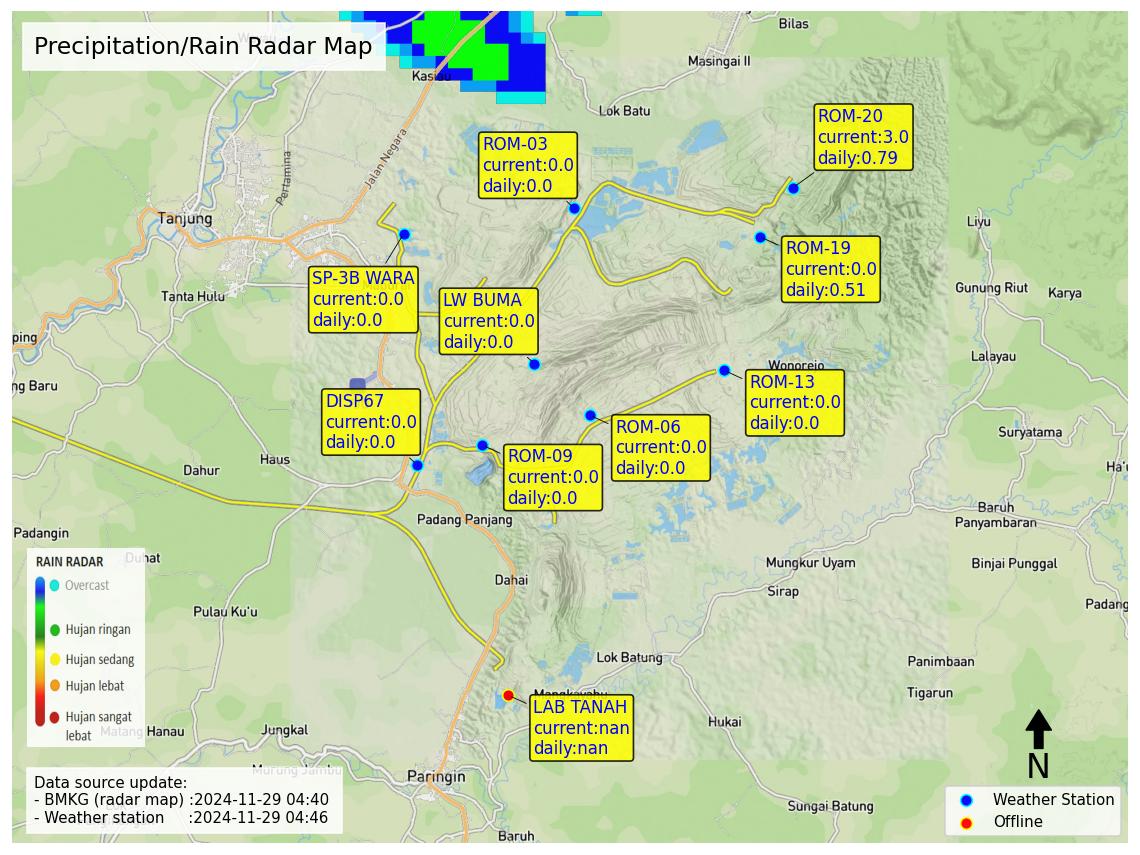 Precipitation/Rain Radar Map
Bilas
Masingai II
Kasiau
Lok Batu
Jalan Negara
Pertamina
Tanjung
Tanta Hulu
ROM-03
current:0.0
daily:0.0
ROM-20
current:3.0
daily:0.79
ROM-19
current:0.0
daily:0.51
SP-3B WARA
current:0.0
daily:0.0
LW BUMA
current:0.0
daily:0.0
Liyu
Gunung Riut
Karya
Lalayau
ping
ng Baru
Wonorejo
ROM-13
current:0.0
daily:0.0
DISP67
current:0.0
daily:0.0
ROM-06
current:0.0
daily:0.0
ROM-09
current:0.0
daily:0.0
Suryatama
Ha'u
Haus
Dahur
Padang Panjang
Baruh
Panyambaran
Padangin
Duhat
Binjai Punggal
Mungkur Uyam
Dahai
Sirap
Padang
Pulau Ku'u
RAIN RADAR
Overcast
Hujan ringan
Hujan sedang
Hujan lebat
Hujan sangat
lebat
Lok Batung
Panimbaan
Tigarun
LAB TANAH
current:nan
daily:nan
Hukai
Matang Hanau
Jungkal
Murung Jambu
Paringin
Sungai Batung
Baruh
Data source update:
- BMKG (radar map) :2024-11-29 04:40
- Weather station :2024-11-29 04:46
N
Weather Station
Offline